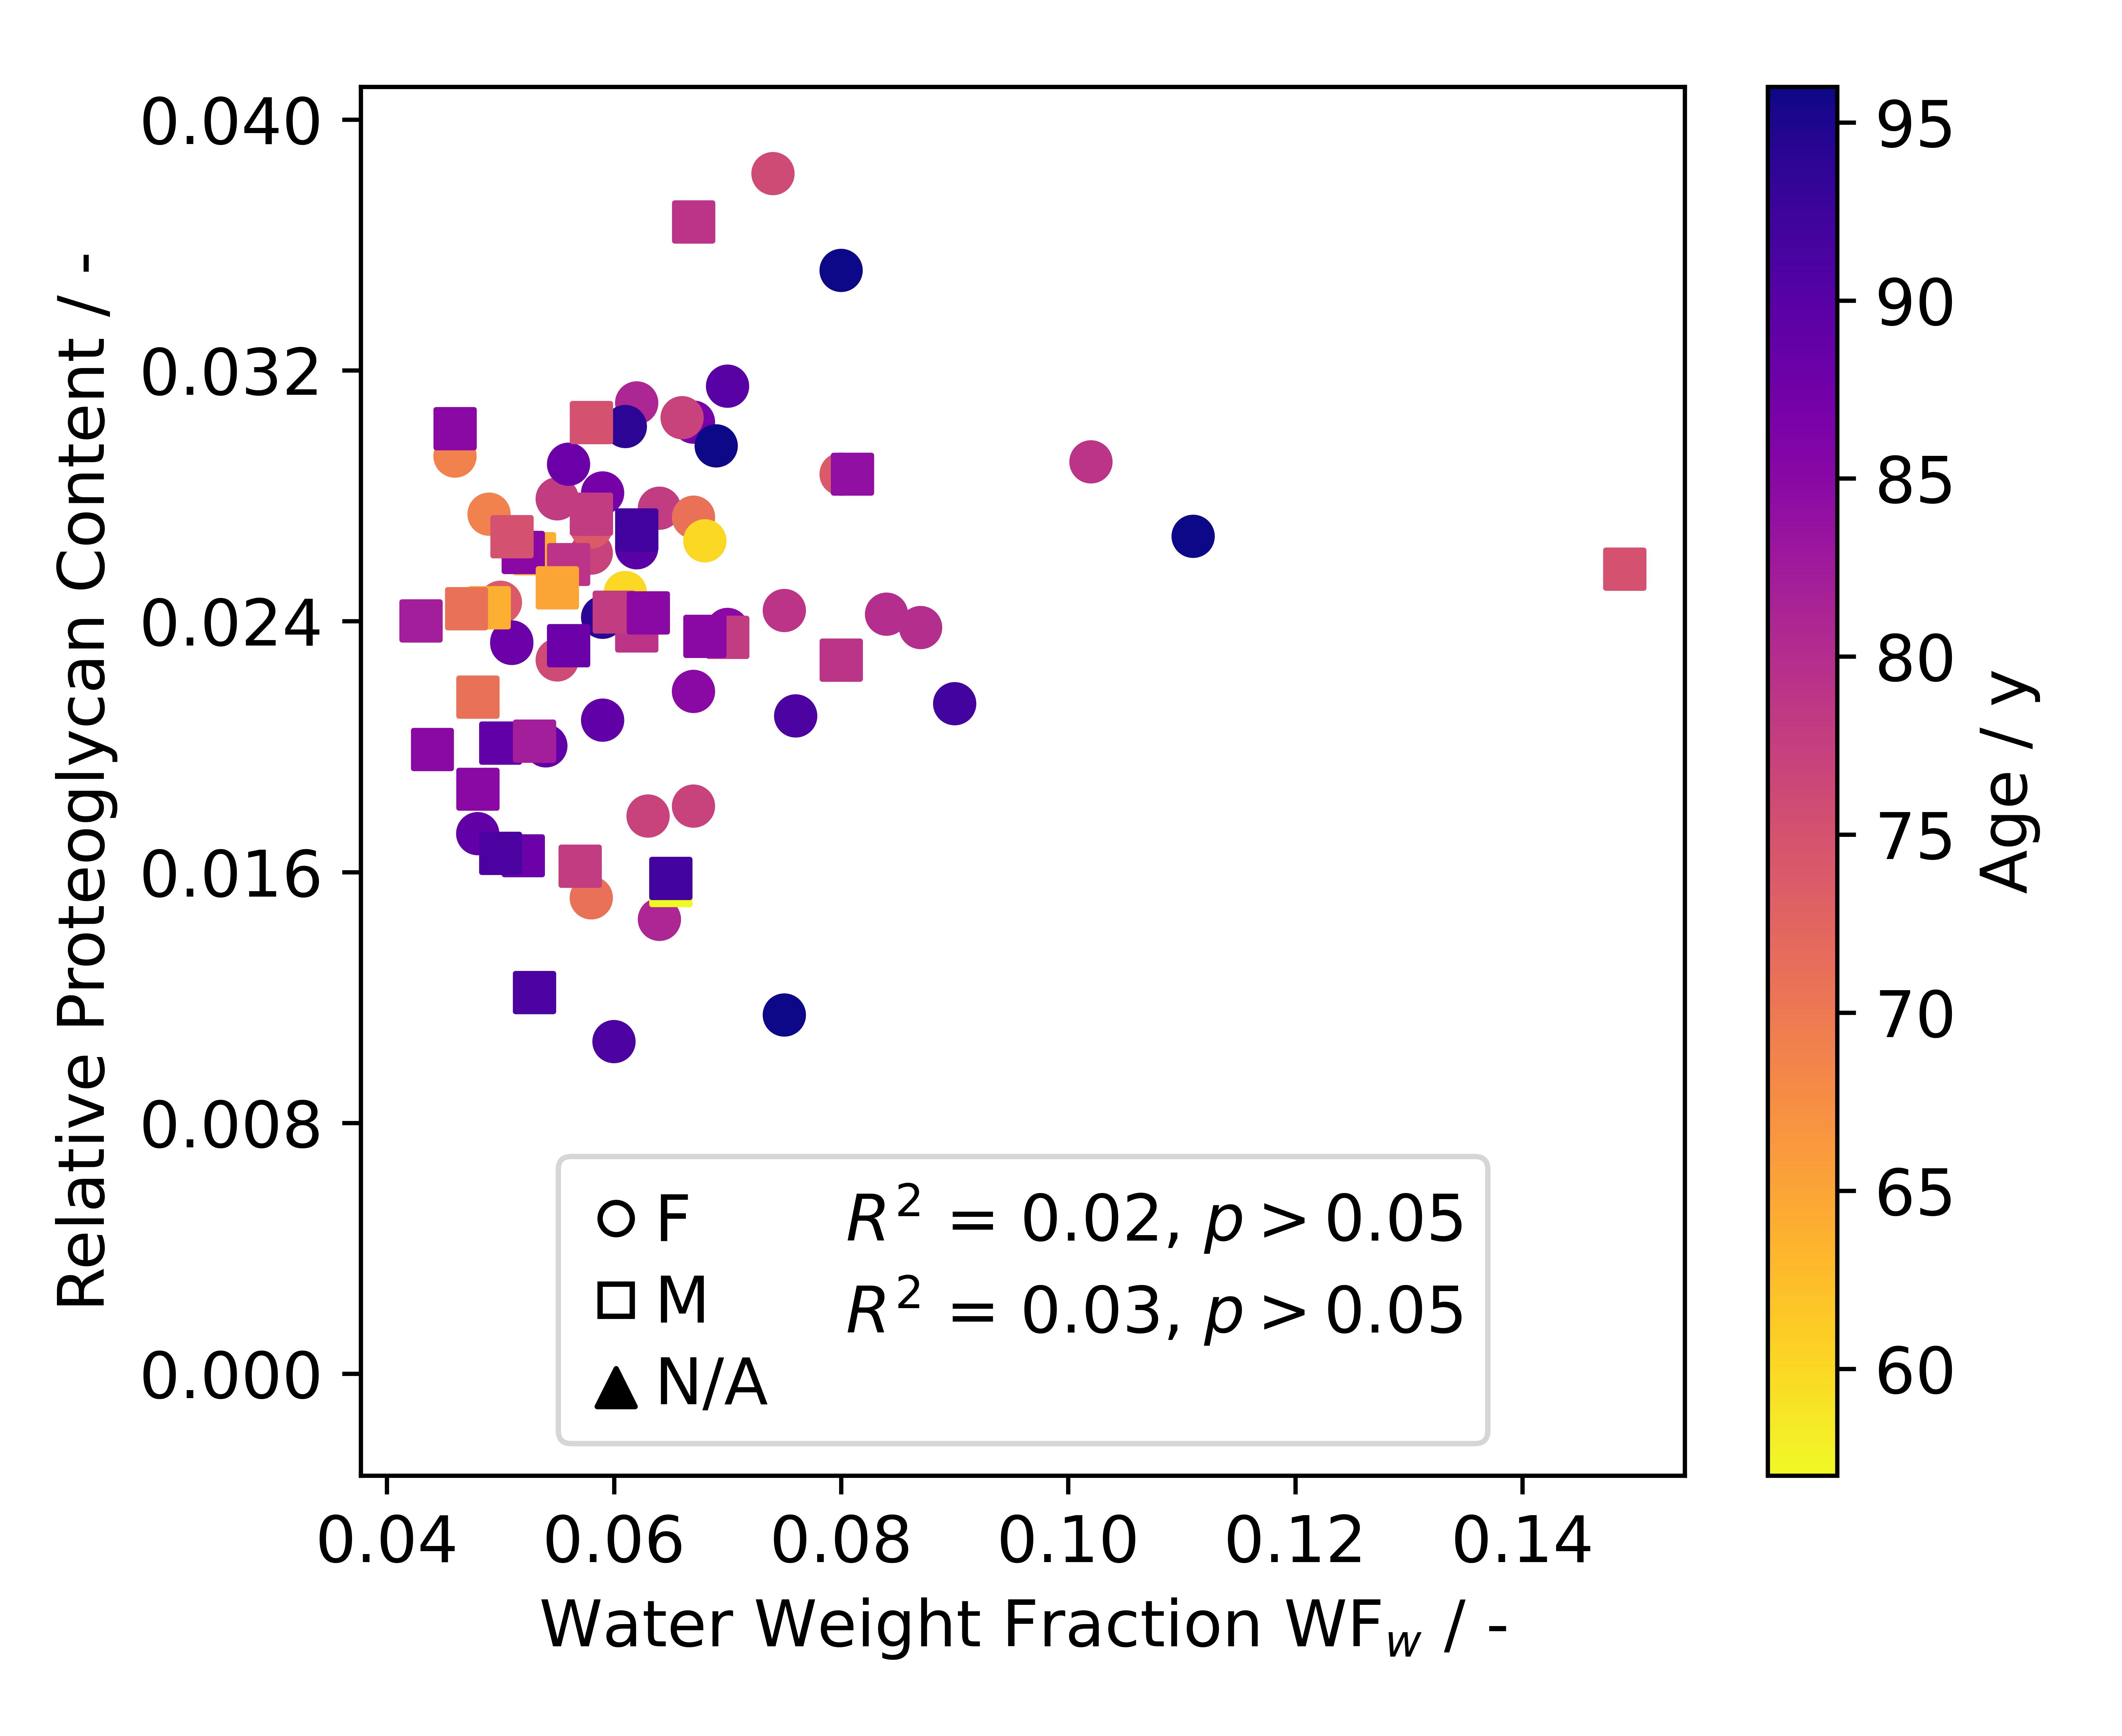 Relative Proteoglycan Content / -
0.040
0.032
0.024
0.016
0.008
0.000
F R² = 0.02, p > 0.05
M R² = 0.03, p > 0.05
N/A
0.04 0.06 0.08 0.10 0.12 0.14
Water Weight Fraction WF_w / -
95
90
85
80
75
70
65
60
Age / y